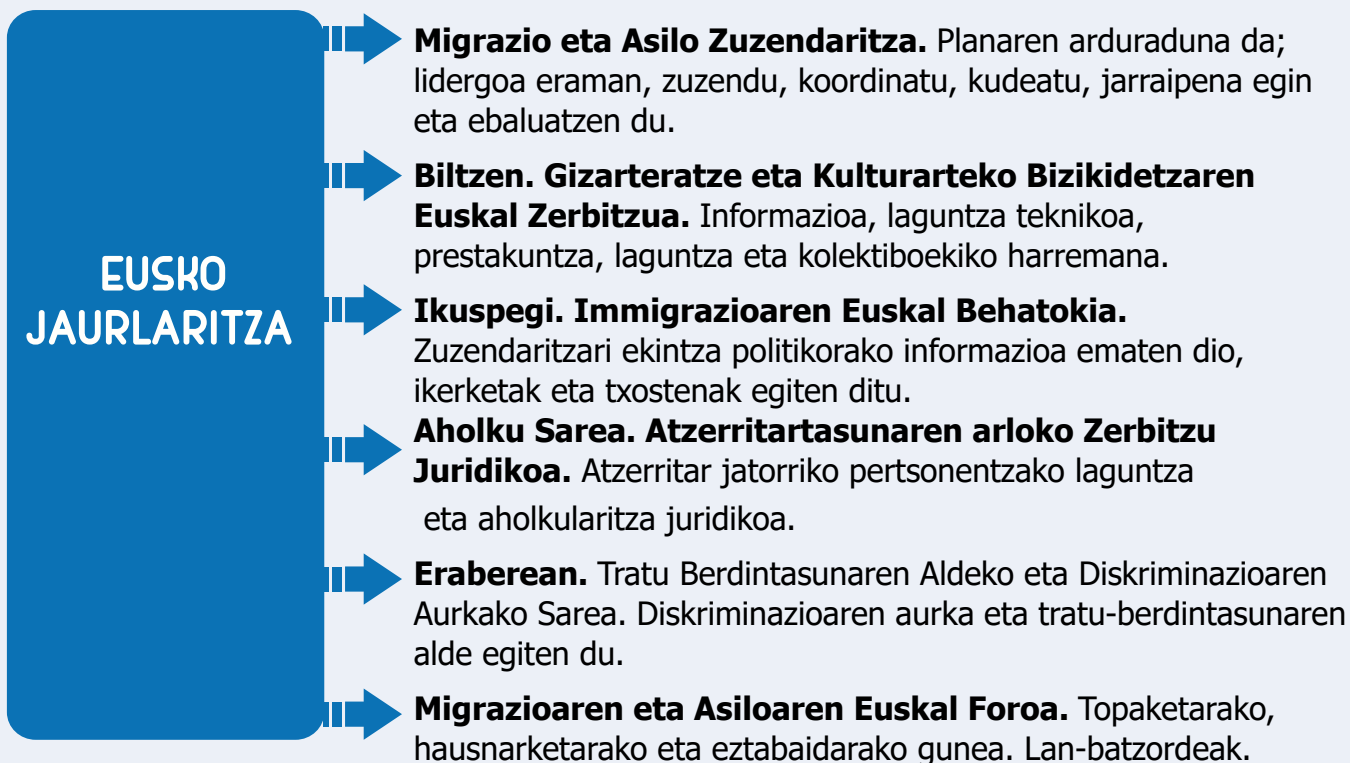 EUSKO
JAURLARITZA
Migrazio eta Asilo Zuzendaritza. Planaren arduraduna da;
lidergoa eraman, zuzendu, koordinatu, kudeatu, jarraipena egin
eta ebaluatzen du.
Biltzen. Gizarteratze eta Kulturarteko Bizikidetzaren
Euskal Zerbitzua. Informazioa, laguntza teknikoa,
prestakuntza, laguntza eta kolektiboekiko harremana.
Ikuspegi. Immigrazioaren Euskal Behatokia.
Zuzendaritzari ekintza politikorako informazioa ematen dio,
ikerketak eta txostenak egiten ditu.
Aholku Sarea. Atzerritartasunaren arloko Zerbitzu
Juridikoa. Atzerritar jatorriko pertsonentzako laguntza
eta aholkularitza juridikoa.
Eraberean. Tratu Berdintasunaren Aldeko eta Diskriminazioaren
Aurkako Sarea. Diskriminazioaren aurka eta tratu-berdintasunaren
alde egiten du.
Migrazioaren eta Asiloaren Euskal Foroa. Topaketarako,
hausnarketarako eta eztabaidarako gunea. Lan-batzordeak.